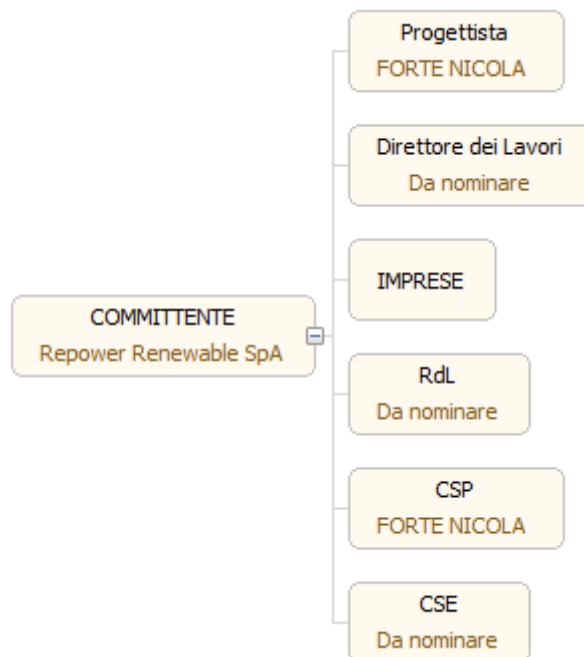 Progettista
FORTE NICOLA
Direttore dei Lavori
Da nominare
IMPRESE
COMMITTENTE
Repower Renewable SpA
RdL
Da nominare
CSP
FORTE NICOLA
CSE
Da nominare